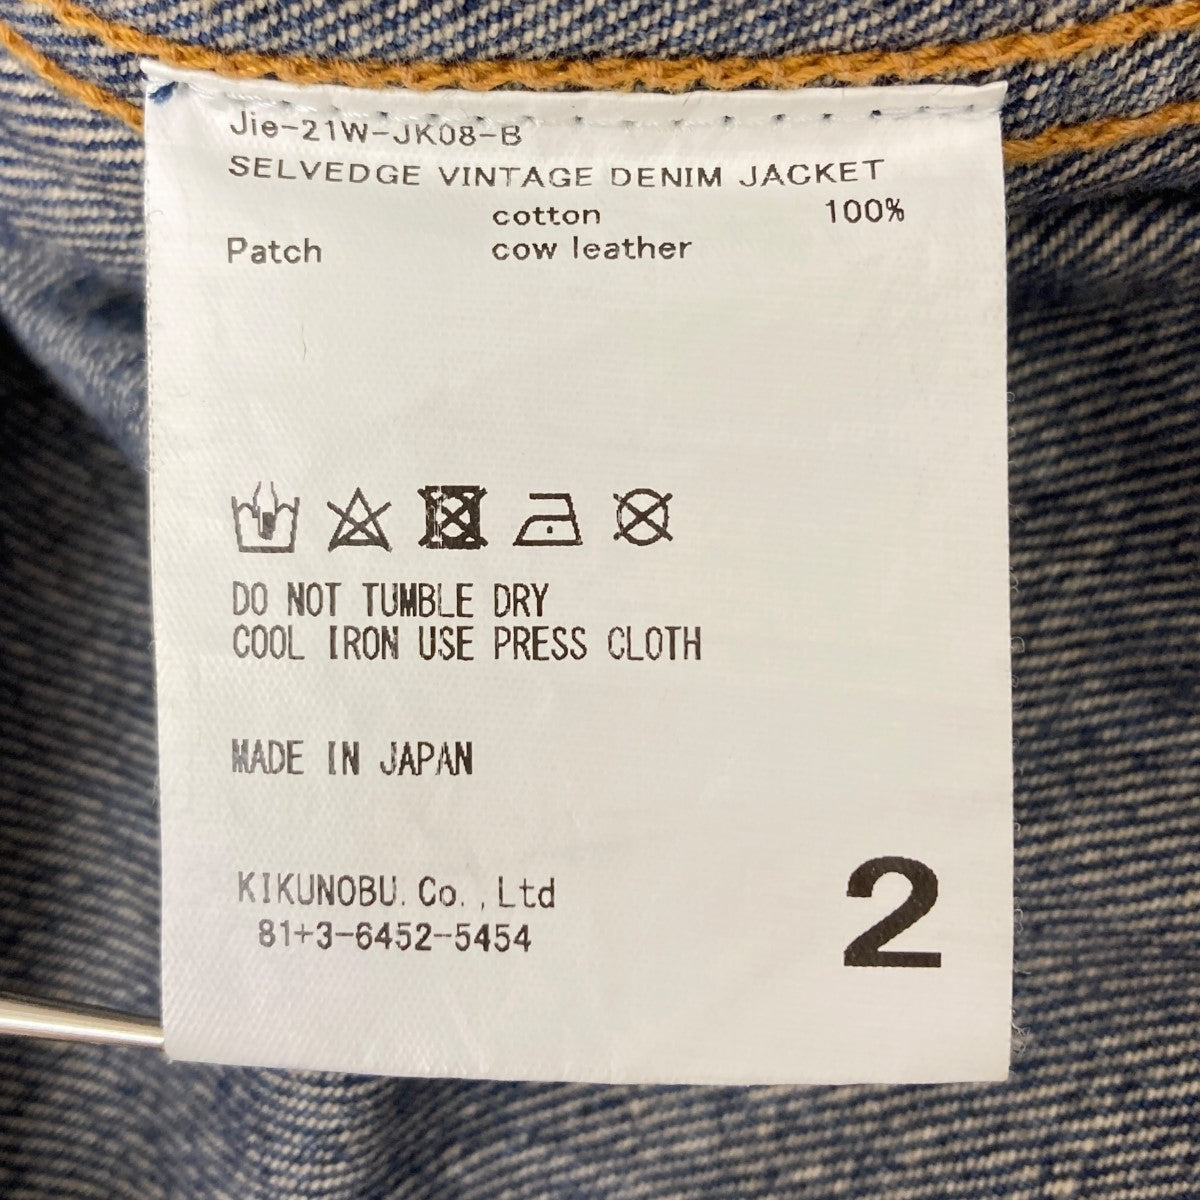 Jie-21W-JK08-B
SELVEDGE VINTAGE DENIM JACKET
cotton 100%
Patch cow leather
DO NOT TUMBLE DRY
COOL IRON USE PRESS CLOTH
MADE IN JAPAN
KIKUNOBU. Co. , Ltd
81+3-6452-5454
2